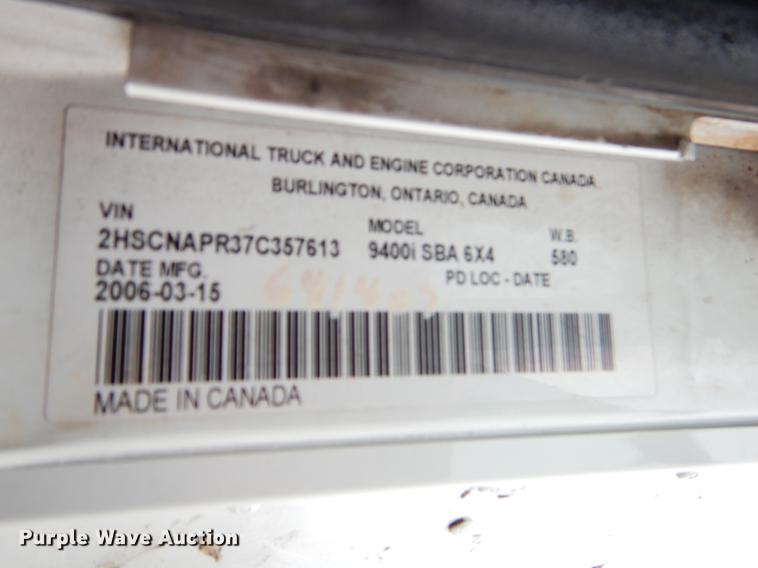 INTERNATIONAL TRUCK AND ENGINE CORPORATION CANADA
BURLINGTON, ONTARIO, CANADA
VIN MODEL W.B.
2HSCNAPR37C357613 9400i SBA 6X4 580
DATE MFG. PD LOC - DATE
2006-03-15
MADE IN CANADA
Purple Wave Auction